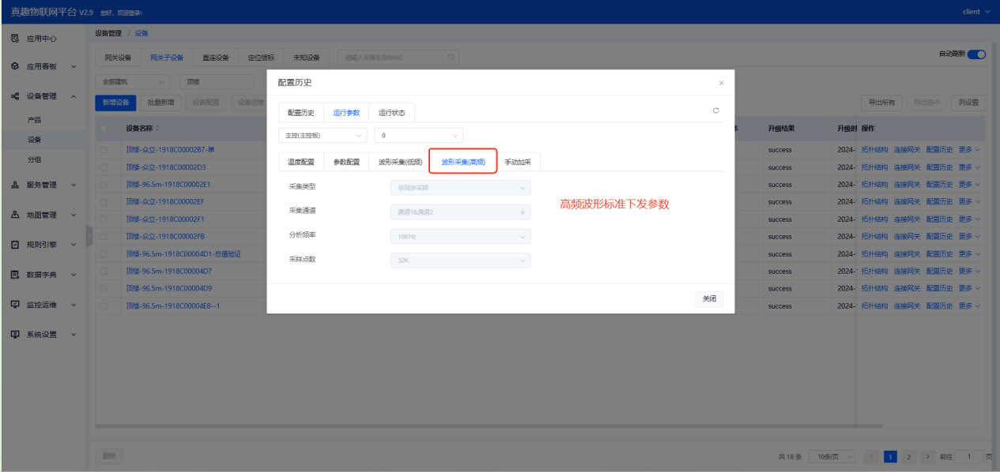 真趣物联网平台 V2.9 您好，欢迎登录! client
应用中心
应用看板
设备管理
产品
设备
分组
服务管理
地图管理
规则引擎
数据字典
监控运维
系统设置
设备管理 / 设备
网关设备 网关子设备 直连设备 定位信标 未知设备 请输入设备名称/MAC 自动刷新
全部建筑 顶楼
新增设备 批量新增 设备配置 设备运维 导出所有 导出选中 列设置
设备名称 本 升级结果 升级时 操作
顶楼-众立-1918C00002B7-单 success 2024- 拓扑结构 连接网关 配置历史 更多
顶楼-众立-1918C00002D3 success 2024- 拓扑结构 连接网关 配置历史 更多
顶楼-96.5m-1918C00002E1 success 2024- 拓扑结构 连接网关 配置历史 更多
顶楼-众立-1918C00002EF success 2024- 拓扑结构 连接网关 配置历史 更多
顶楼-众立-1918C00002F1 success 2024- 拓扑结构 连接网关 配置历史 更多
顶楼-众立-1918C00002FB success 2024- 拓扑结构 连接网关 配置历史 更多
顶楼-96.5m-1918C00004D1-总值验证 success 2024- 拓扑结构 连接网关 配置历史 更多
顶楼-96.5m-1918C00004D7 success 2024- 拓扑结构 连接网关 配置历史 更多
顶楼-96.5m-1918C00004D9 success 2024- 拓扑结构 连接网关 配置历史 更多
顶楼-96.5m-1918C00004E8--1 success 2024- 拓扑结构 连接网关 配置历史 更多
配置历史
配置历史 运行参数 运行状态
主控(主控板) 0
温度配置 参数配置 波形采集(低频) 波形采集(高频) 手动加采
采集类型 非同步采样
采集通道 通道1&通道2
分析频率 10KHz
采样点数 32K
高频波形标准下发参数
关闭
删除 共 18 条 10条/页 1 2 前往 1 页